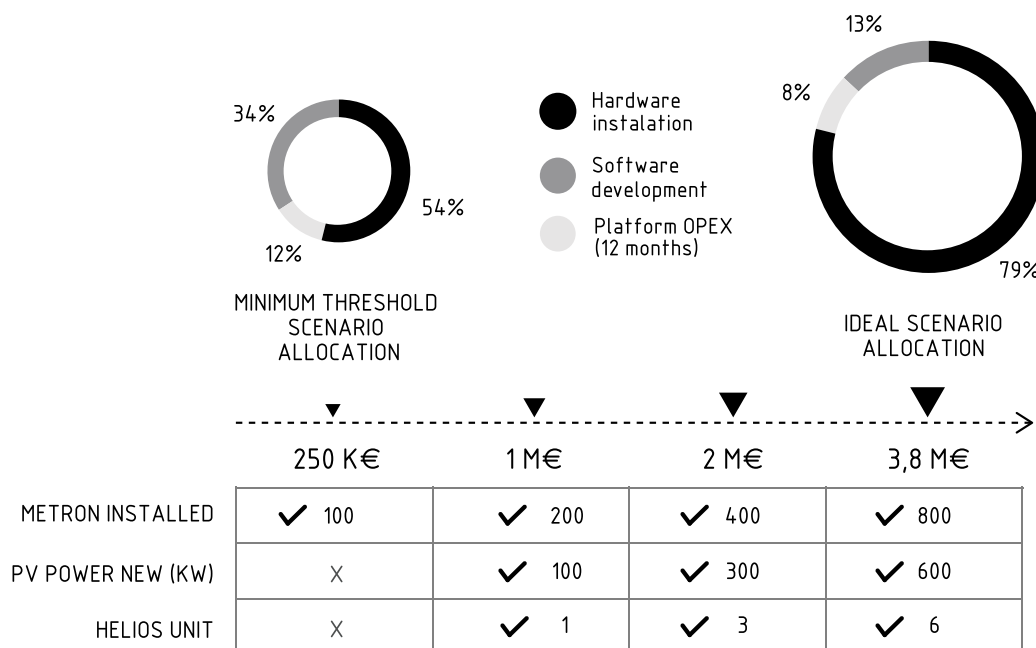 34%
54%
12%
MINIMUM THRESHOLD
SCENARIO
ALLOCATION
Hardware
instalation
Software
development
Platform OPEX
(12 months)
13%
8%
79%
IDEAL SCENARIO
ALLOCATION
250 K€ 1 M€ 2 M€ 3,8 M€
METRON INSTALLED ✓ 100 ✓ 200 ✓ 400 ✓ 800
PV POWER NEW (KW) X ✓ 100 ✓ 300 ✓ 600
HELIOS UNIT X ✓ 1 ✓ 3 ✓ 6